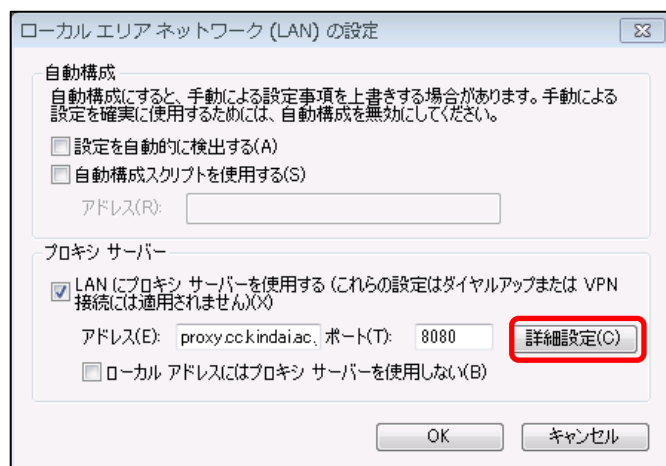 ローカル エリア ネットワーク (LAN) の設定
自動構成
自動構成にすると、手動による設定事項を上書きする場合があります。手動による
設定を確実に使用するためには、自動構成を無効にしてください。
設定を自動的に検出する(A)
自動構成スクリプトを使用する(S)
アドレス(R):
プロキシ サーバー
LAN にプロキシ サーバーを使用する (これらの設定はダイヤルアップまたは VPN
接続には適用されません)(X)
アドレス(E): proxy.cc.kindai.ac. ポート(T): 8080 詳細設定(C)
ローカル アドレスにはプロキシ サーバーを使用しない(B)
OK キャンセル